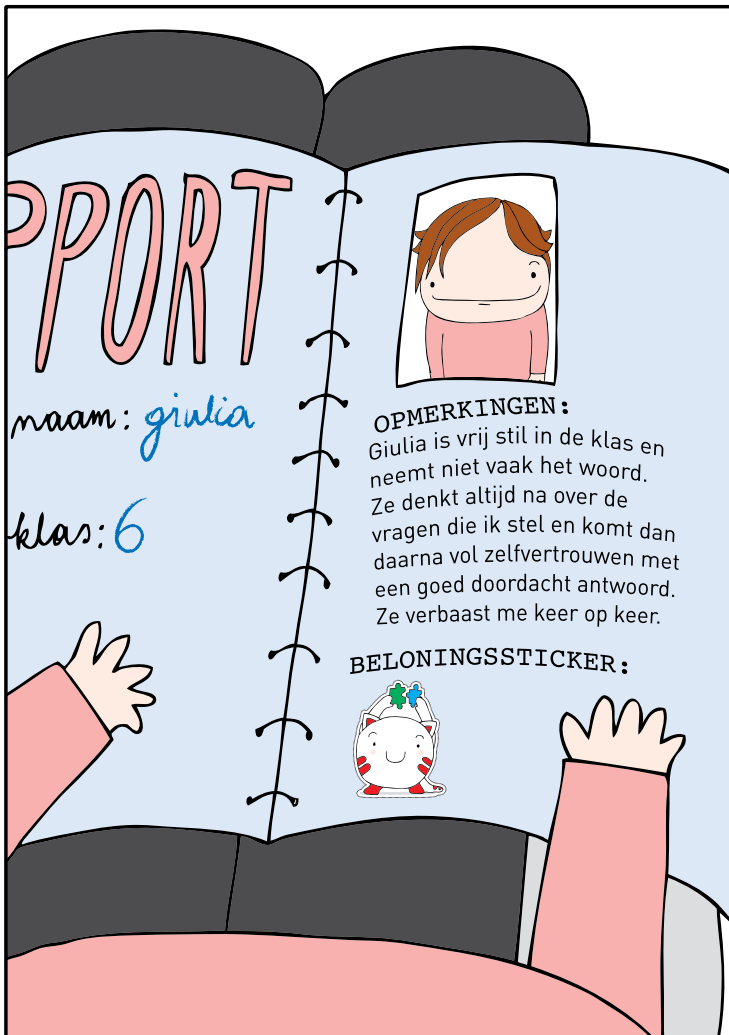 PPORT
naam: giulia
klas: 6
OPMERKINGEN:
Giulia is vrij stil in de klas en
neemt niet vaak het woord.
Ze denkt altijd na over de
vragen die ik stel en komt dan
daarna vol zelfvertrouwen met
een goed doordacht antwoord.
Ze verbaast me keer op keer.
BELONINGSSTICKER: